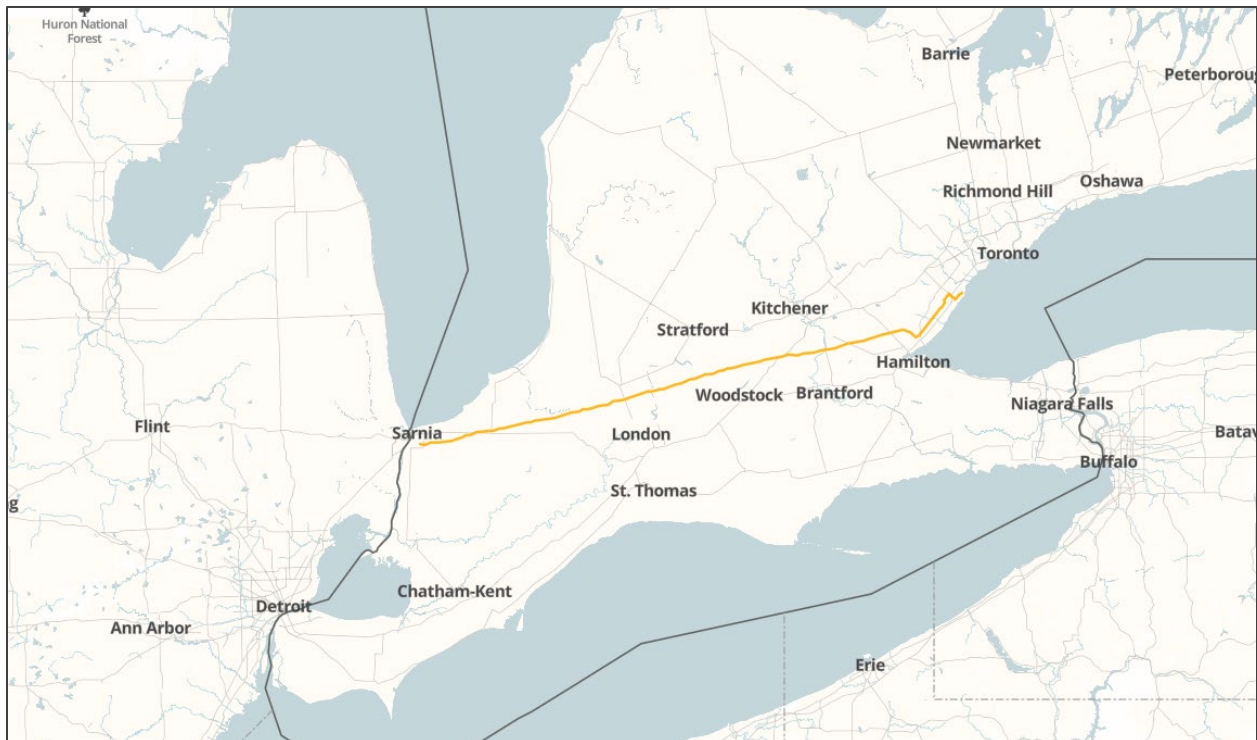 Huron National
Forest
Barrie
Peterboroug
Newmarket
Oshawa
Richmond Hill
Toronto
Kitchener
Stratford
Hamilton
Woodstock
Brantford
Niagara Falls
Flint
Sarnia
London
Batav
Buffalo
St. Thomas
g
Chatham-Kent
Detroit
Ann Arbor
Erie